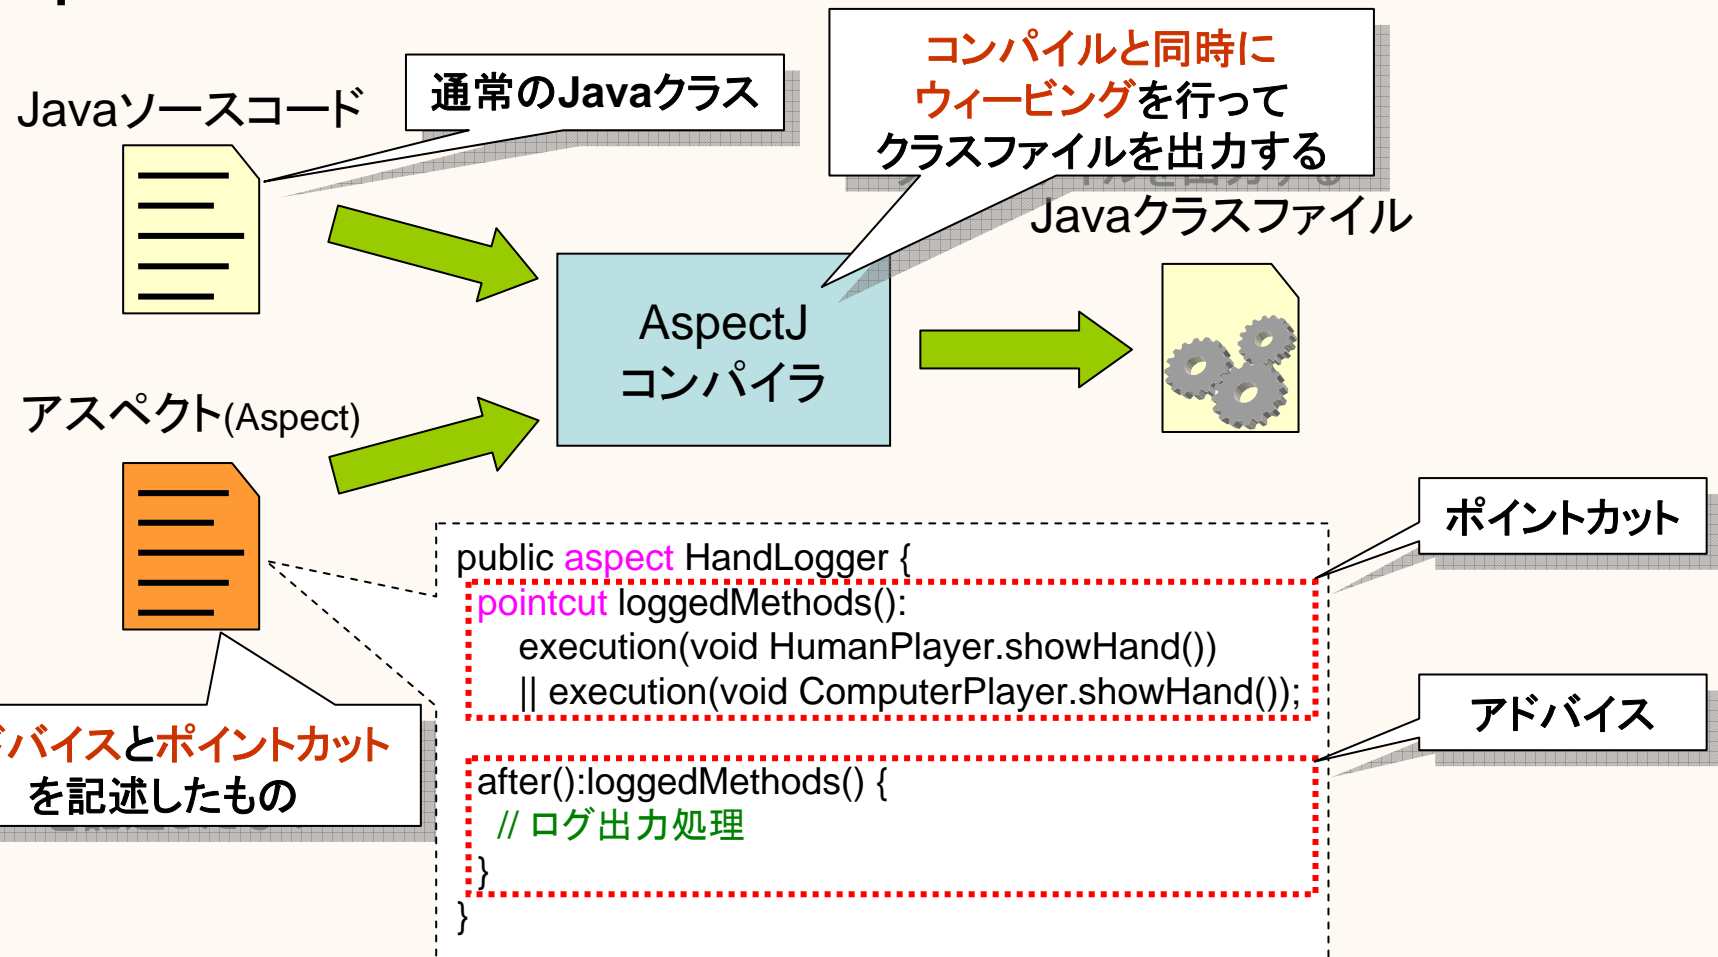 コンパイルと同時に
ウィービングを行って
クラスファイルを出力する
通常のJavaクラス
Javaソースコード
Javaクラスファイル
AspectJ
コンパイラ
アスペクト(Aspect)
バイスとポイントカット
を記述したもの
public aspect HandLogger {
pointcut loggedMethods():
execution(void HumanPlayer.showHand())
|| execution(void ComputerPlayer.showHand());
after():loggedMethods() {
// ログ出力処理
}
}
ポイントカット
アドバイス